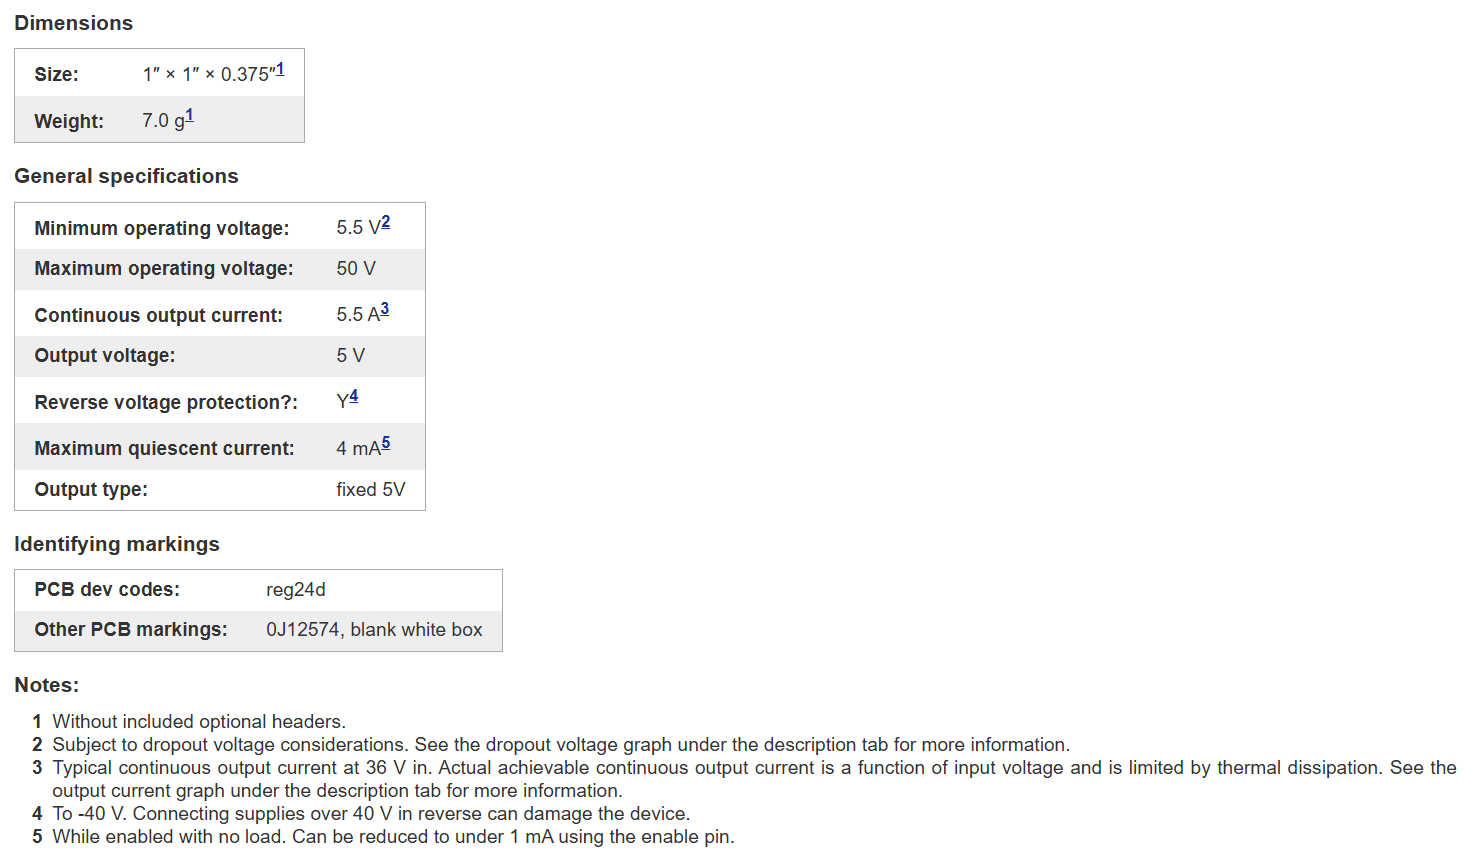 Dimensions
Size: 1″ × 1″ × 0.375″1
Weight: 7.0 g1
General specifications
Minimum operating voltage: 5.5 V2
Maximum operating voltage: 50 V
Continuous output current: 5.5 A3
Output voltage: 5 V
Reverse voltage protection?: Y4
Maximum quiescent current: 4 mA5
Output type: fixed 5V
Identifying markings
PCB dev codes: reg24d
Other PCB markings: 0J12574, blank white box
Notes:
1 Without included optional headers.
2 Subject to dropout voltage considerations. See the dropout voltage graph under the description tab for more information.
3 Typical continuous output current at 36 V in. Actual achievable continuous output current is a function of input voltage and is limited by thermal dissipation. See the
output current graph under the description tab for more information.
4 To -40 V. Connecting supplies over 40 V in reverse can damage the device.
5 While enabled with no load. Can be reduced to under 1 mA using the enable pin.